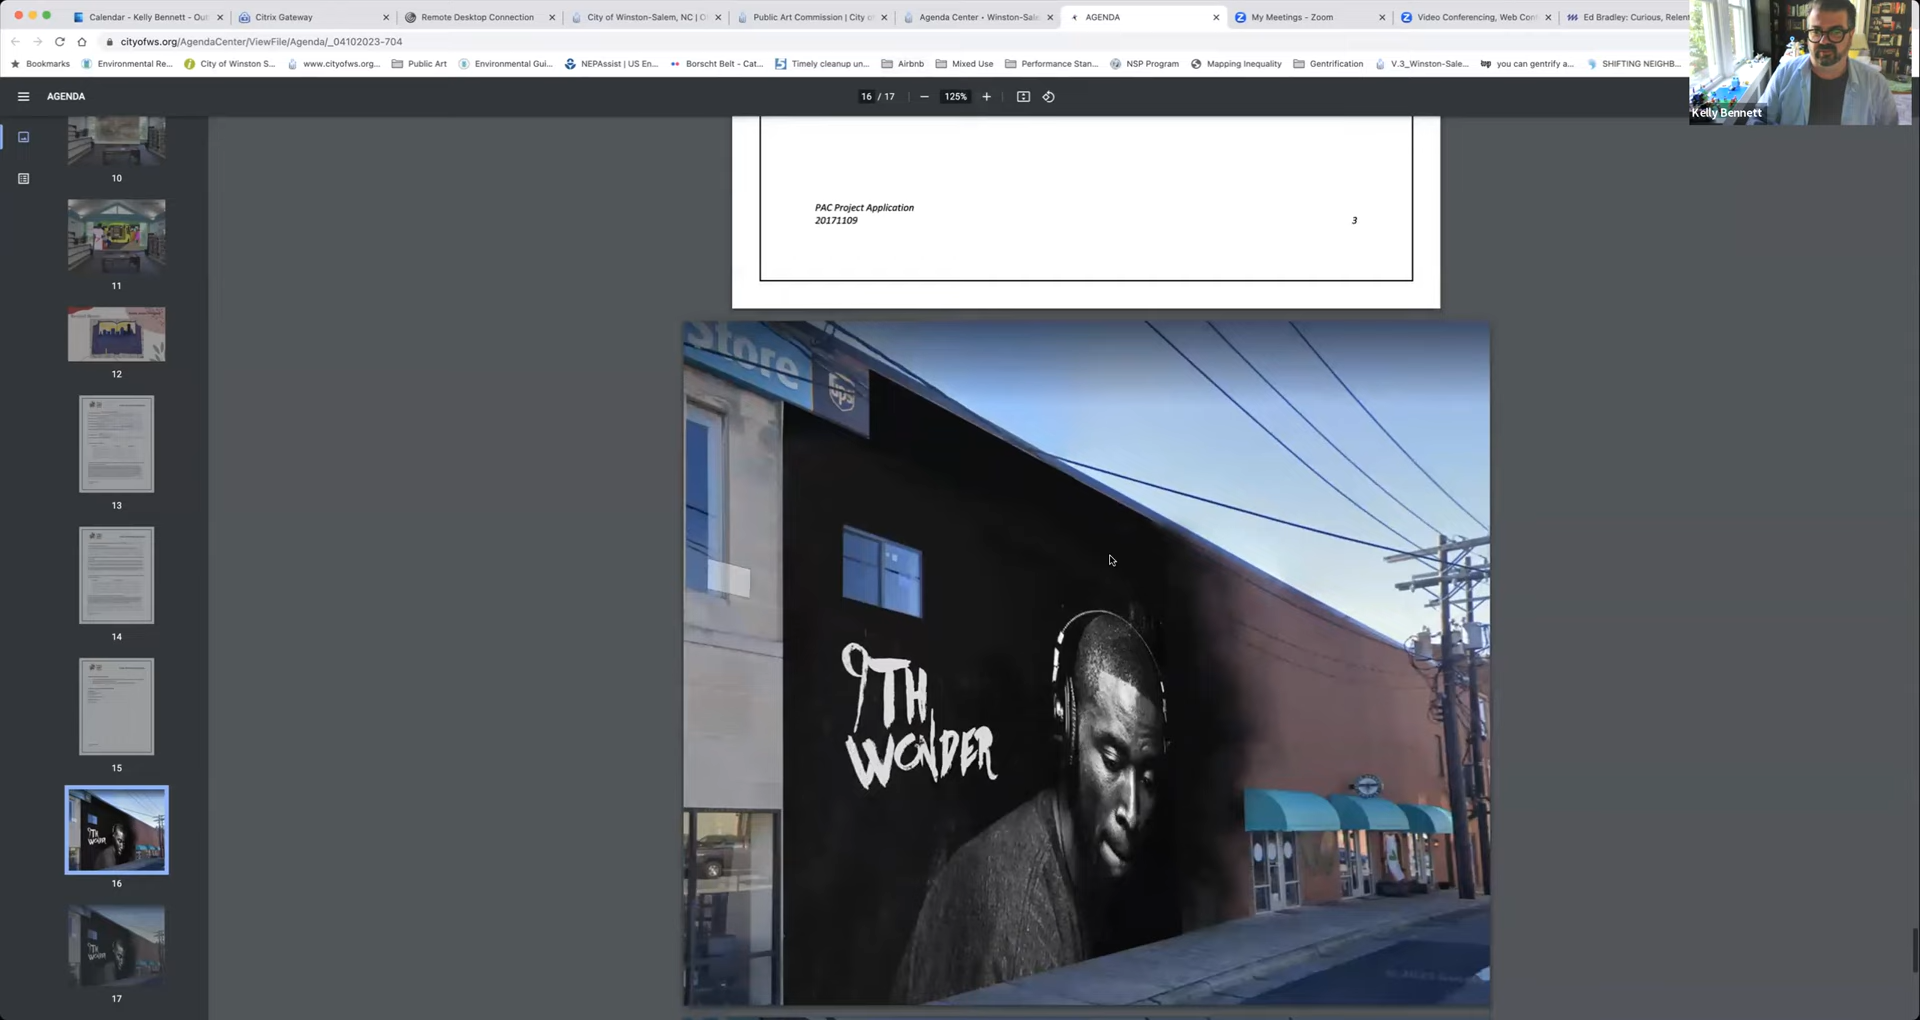 Calendar - Kelly Bennett - Out
Citrix Gateway
Remote Desktop Connection
City of Winston-Salem, NC | O
Public Art Commission | City of
Agenda Center • Winston-Sale
AGENDA
My Meetings - Zoom
Video Conferencing, Web Conf
Ed Bradley: Curious, Relent
cityofws.org/AgendaCenter/ViewFile/Agenda/_04102023-704
Bookmarks
Environmental Re...
City of Winston S...
www.cityofws.org...
Public Art
Environmental Gui...
NEPAssist | US En...
Borscht Belt - Cat...
Timely cleanup un...
Airbnb
Mixed Use
Performance Stan...
NSP Program
Mapping Inequality
Gentrification
V.3_Winston-Sale...
you can gentrify a...
SHIFTING NEIGHB...
Kelly Bennett
AGENDA
16 / 17
125%
10
11
12
13
14
15
16
17
PAC Project Application
20171109
3
Store
ups
9TH
WONDER